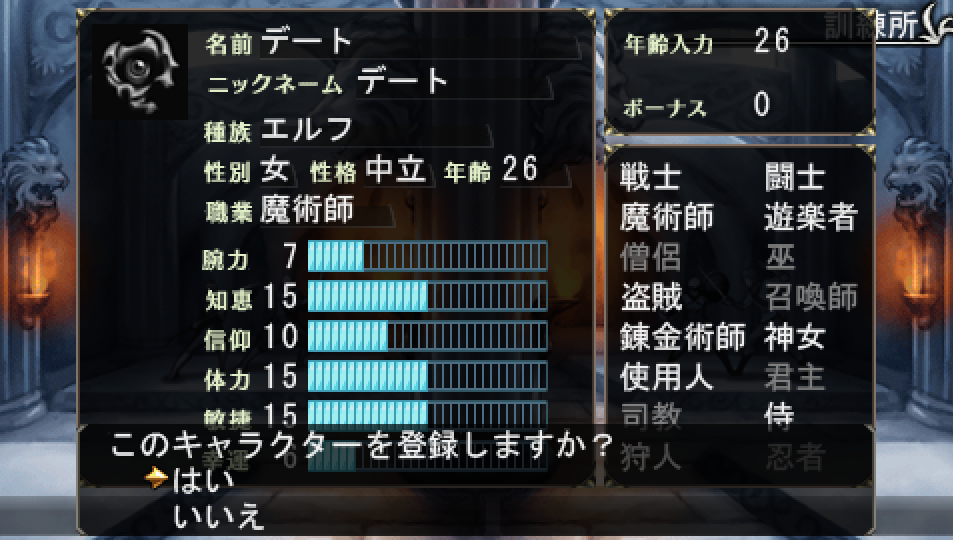 訓練所
名前 デート
ニックネーム デート
種族 エルフ
性別 女 性格 中立 年齢 26
職業 魔術師
腕力 7
知恵 15
信仰 10
体力 15
敏捷 15
幸運 6
年齢入力 26
ボーナス 0
戦士 闘士
魔術師 遊楽者
僧侶 巫
盗賊 召喚師
錬金術師 神女
使用人 君主
司教 侍
狩人 忍者
このキャラクターを登録しますか?
はい
いいえ